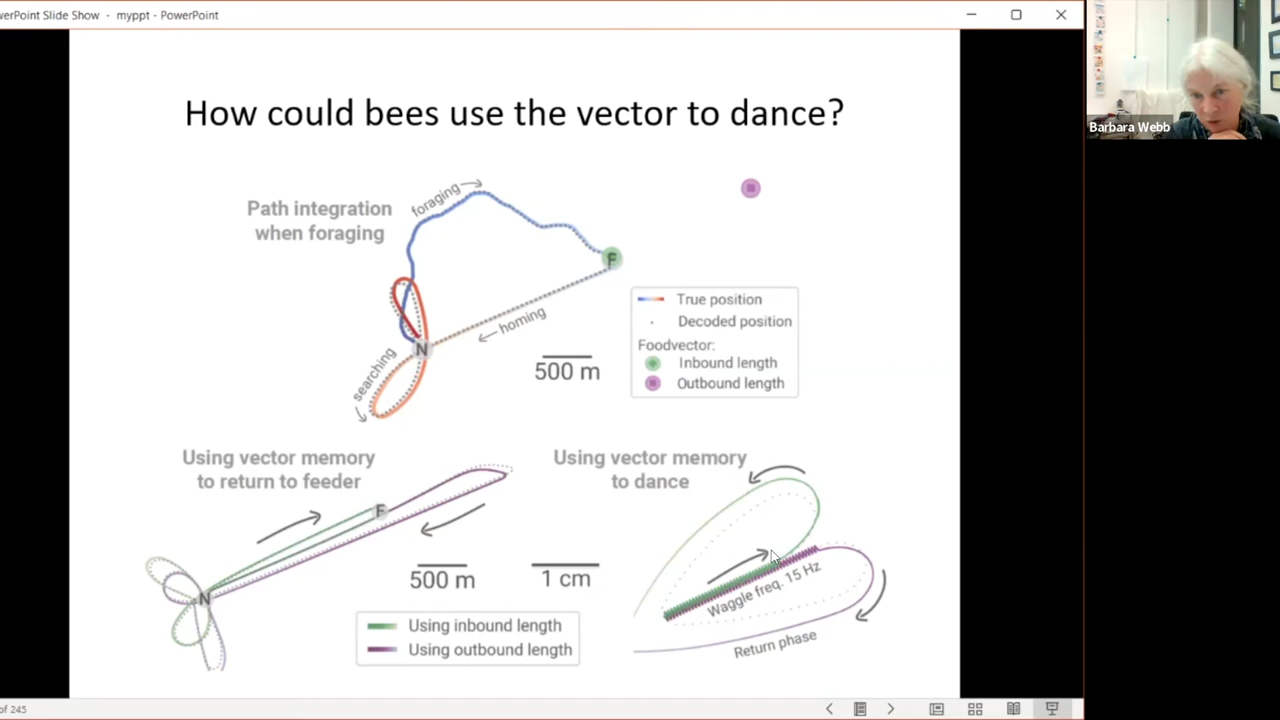 werPoint Slide Show - myppt - PowerPoint
Barbara Webb
How could bees use the vector to dance?
Path integration
when foraging
foraging
F
homing
N
searching
500 m
True position
Decoded position
Foodvector:
Inbound length
Outbound length
Using vector memory
to return to feeder
F
N
500 m
Using inbound length
Using outbound length
Using vector memory
to dance
1 cm
Waggle freq. 15 Hz
Return phase
of 245